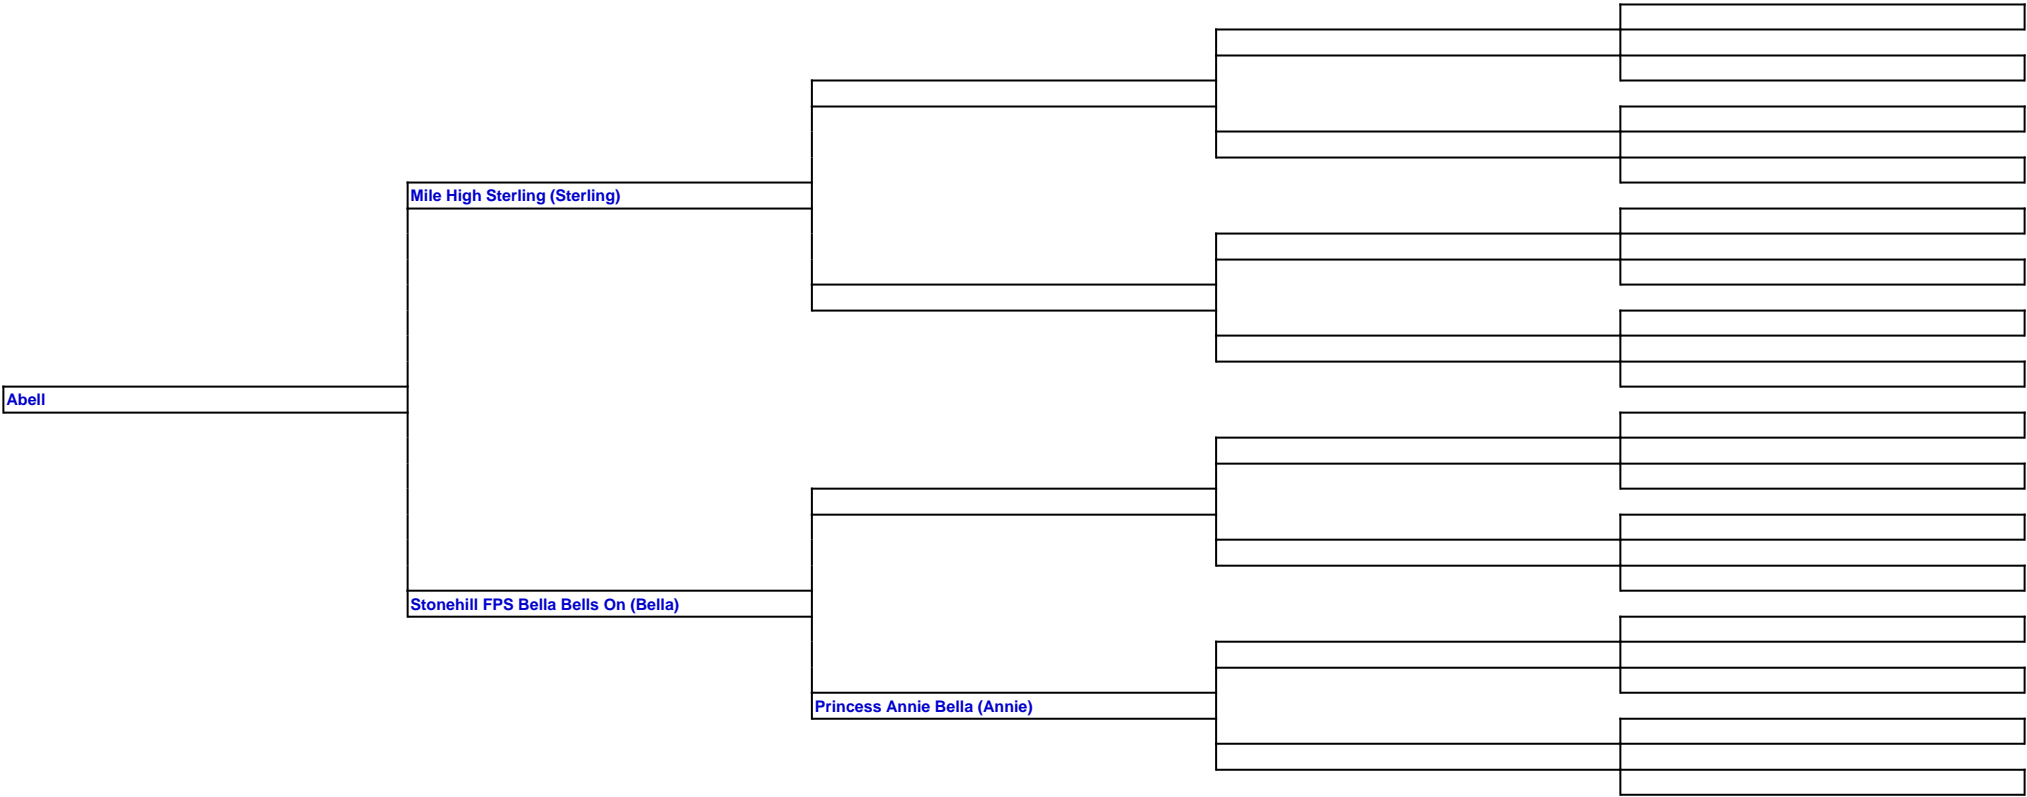 Mile High Sterling (Sterling)
Abell
Stonehill FPS Bella Bells On (Bella)
Princess Annie Bella (Annie)